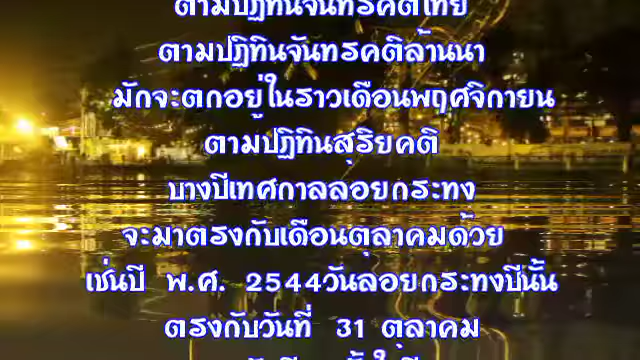 ตามปฏิทินจันทรคติไทย
ตามปฏิทินจันทรคติล้านนา
มักจะตกอยู่ในราวเดือนพฤศจิกายน
ตามปฏิทินสุริยคติ
บางปีเทศกาลลอยกระทง
จะมาตรงกับเดือนตุลาคมด้วย
เช่นปี พ.ศ. 2544วันลอยกระทงปีนั้น
ตรงกับวันที่ 31 ตุลาคม